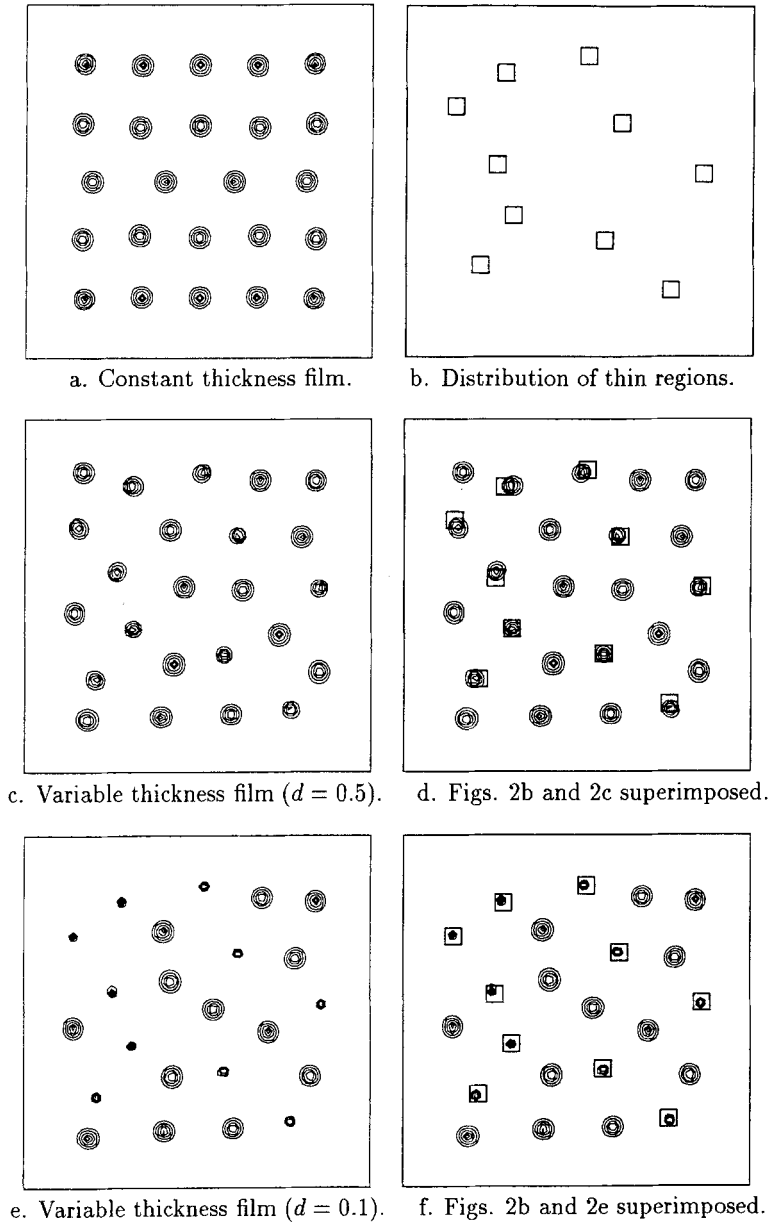 a. Constant thickness film.
b. Distribution of thin regions.
c. Variable thickness film (d = 0.5).
d. Figs. 2b and 2c superimposed.
e. Variable thickness film (d = 0.1).
f. Figs. 2b and 2e superimposed.